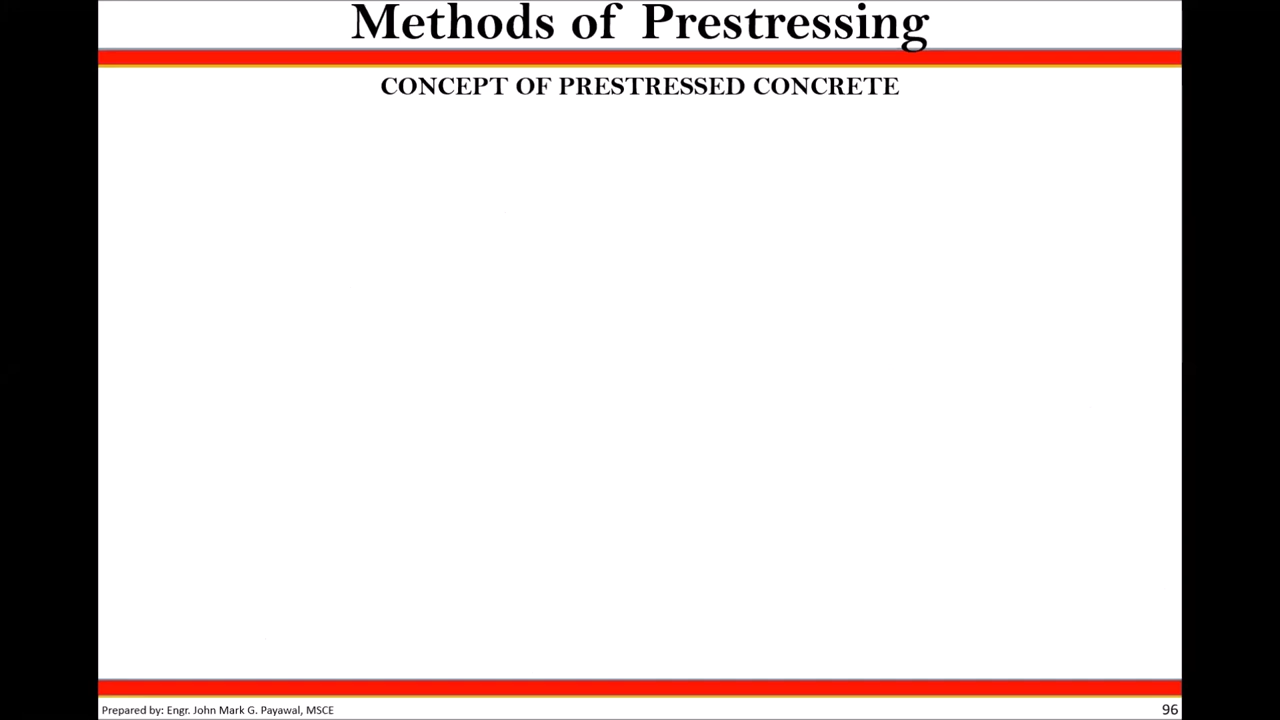 Methods of Prestressing
CONCEPT OF PRESTRESSED CONCRETE
Prepared by: Engr. John Mark G. Payawal, MSCE
96